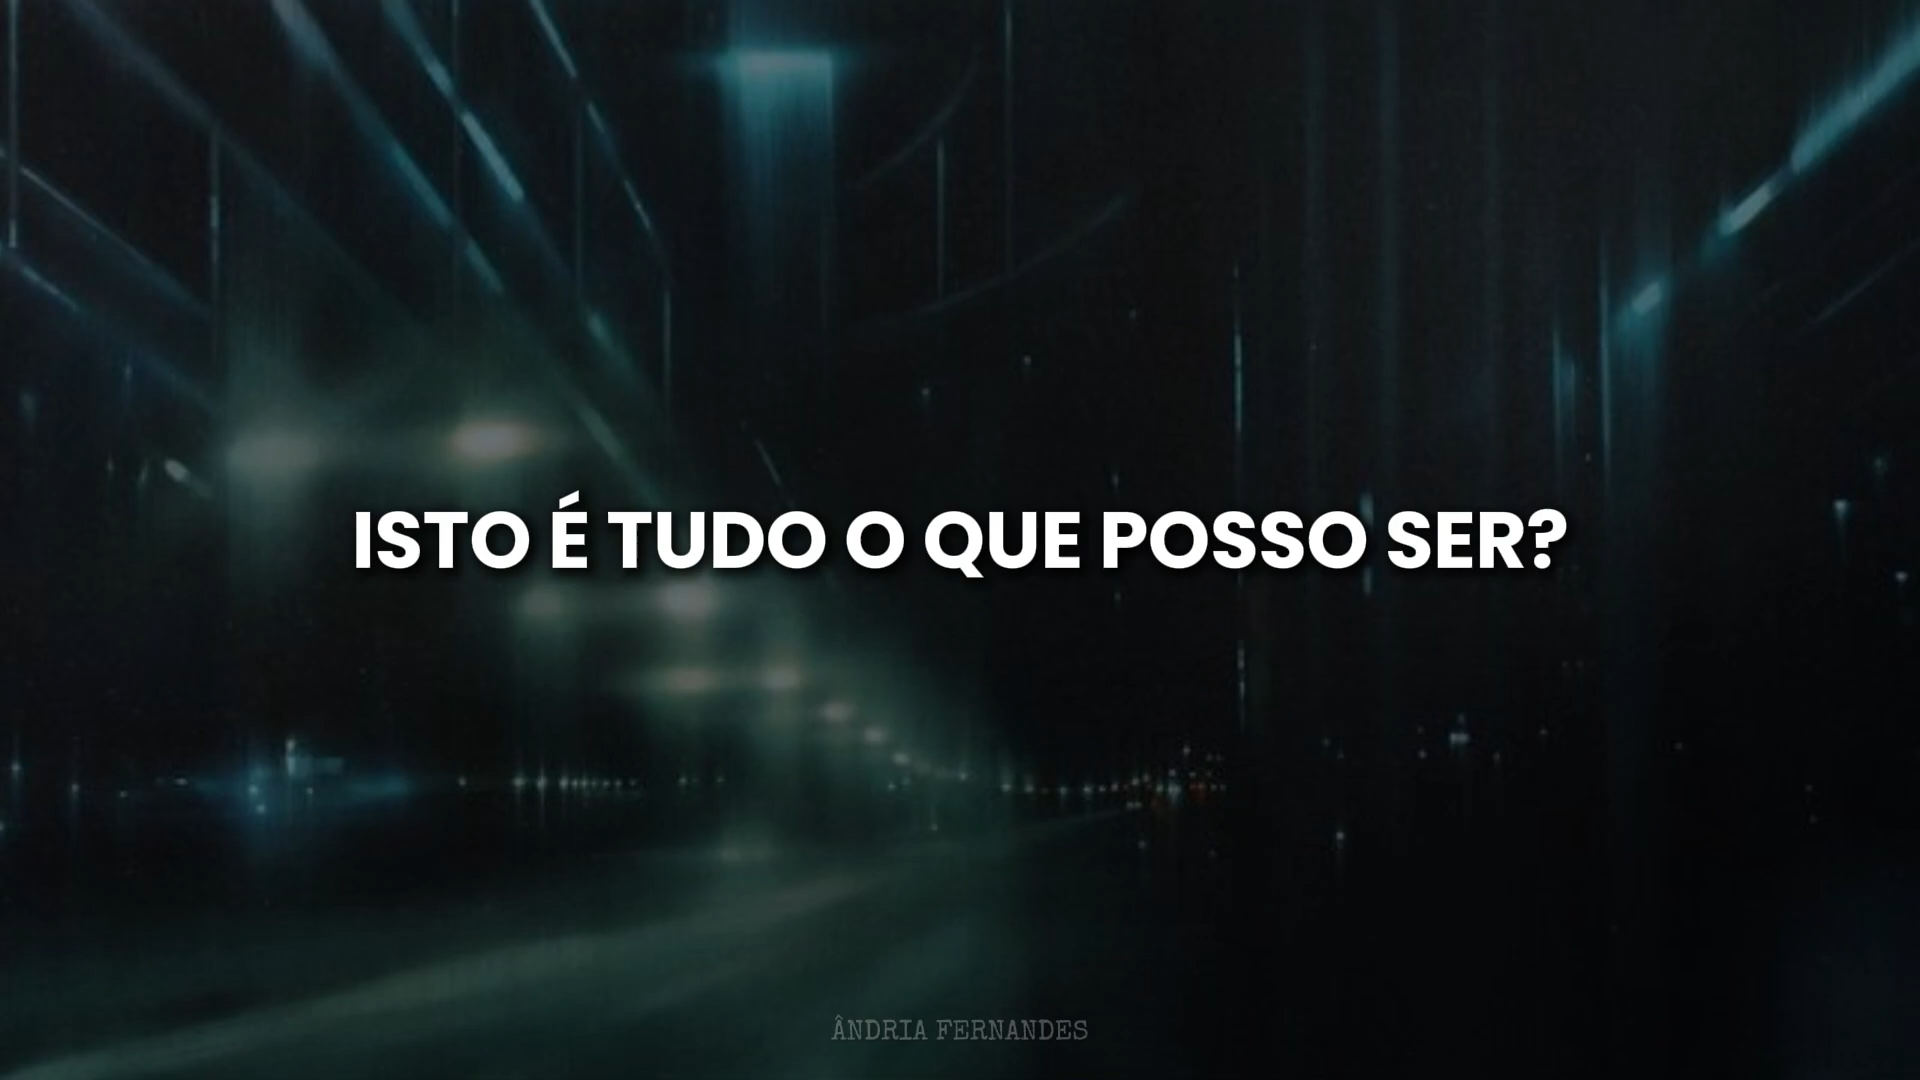 ISTO É TUDO O QUE POSSO SER?
ÂNDRIA FERNANDES